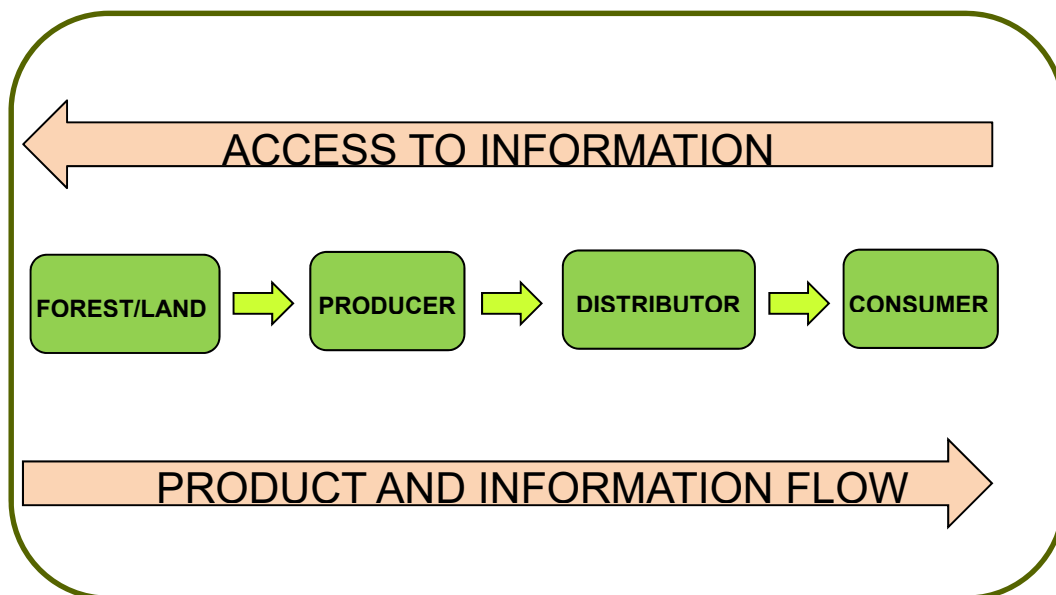 ACCESS TO INFORMATION
FOREST/LAND
PRODUCER
DISTRIBUTOR
CONSUMER
PRODUCT AND INFORMATION FLOW